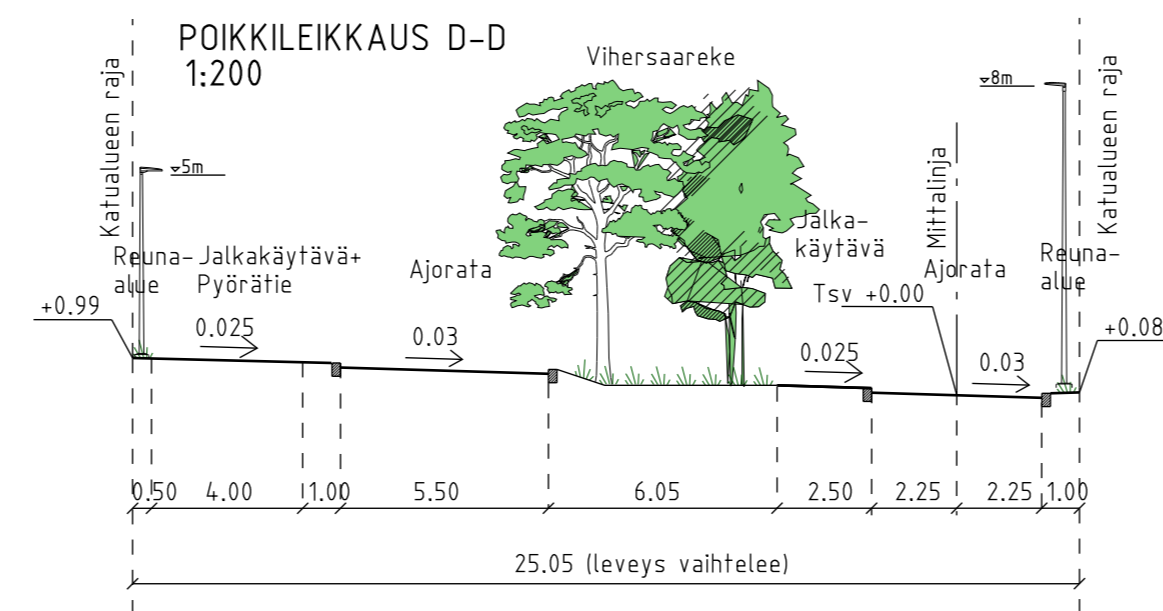 POIKKILEIKKAUS D-D
1:200
Vihersaareke
Katualueen raja
▿5m
▿8m
Katualueen raja
Mittalinja
Reuna-
alue
Jalkakäytävä+
Pyörätie
Ajorata
Jalka-
käytävä
Ajorata
Reuna-
alue
Tsv +0.00
+0.99
+0.08
0.025
0.03
0.025
0.03
0.50 4.00 1.00 5.50 6.05 2.50 2.25 2.25 1.00
25.05 (leveys vaihtelee)